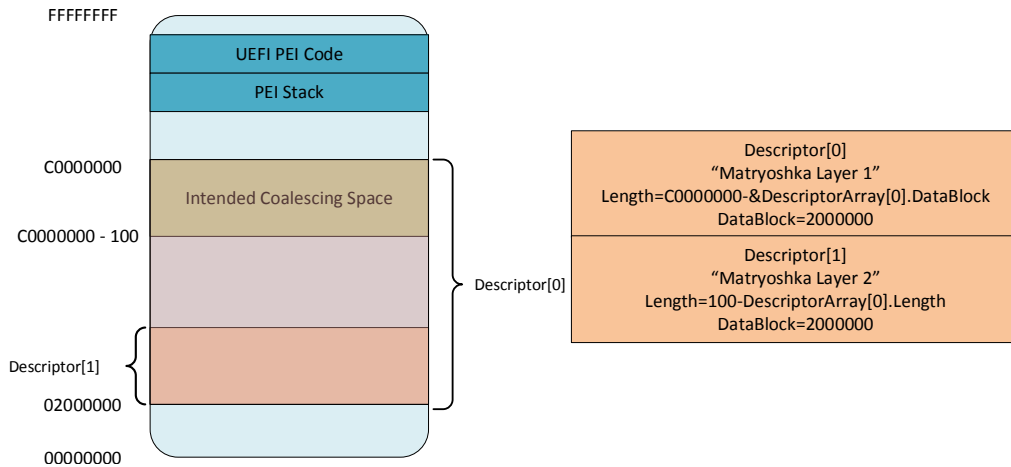 FFFFFFFF
UEFI PEI Code
PEI Stack
C0000000
Intended Coalescing Space
C0000000 - 100
Descriptor[0]
Descriptor[1]
02000000
00000000
Descriptor[0]
“Matryoshka Layer 1”
Length=C0000000-&DescriptorArray[0].DataBlock
DataBlock=2000000
Descriptor[1]
“Matryoshka Layer 2”
Length=100-DescriptorArray[0].Length
DataBlock=2000000